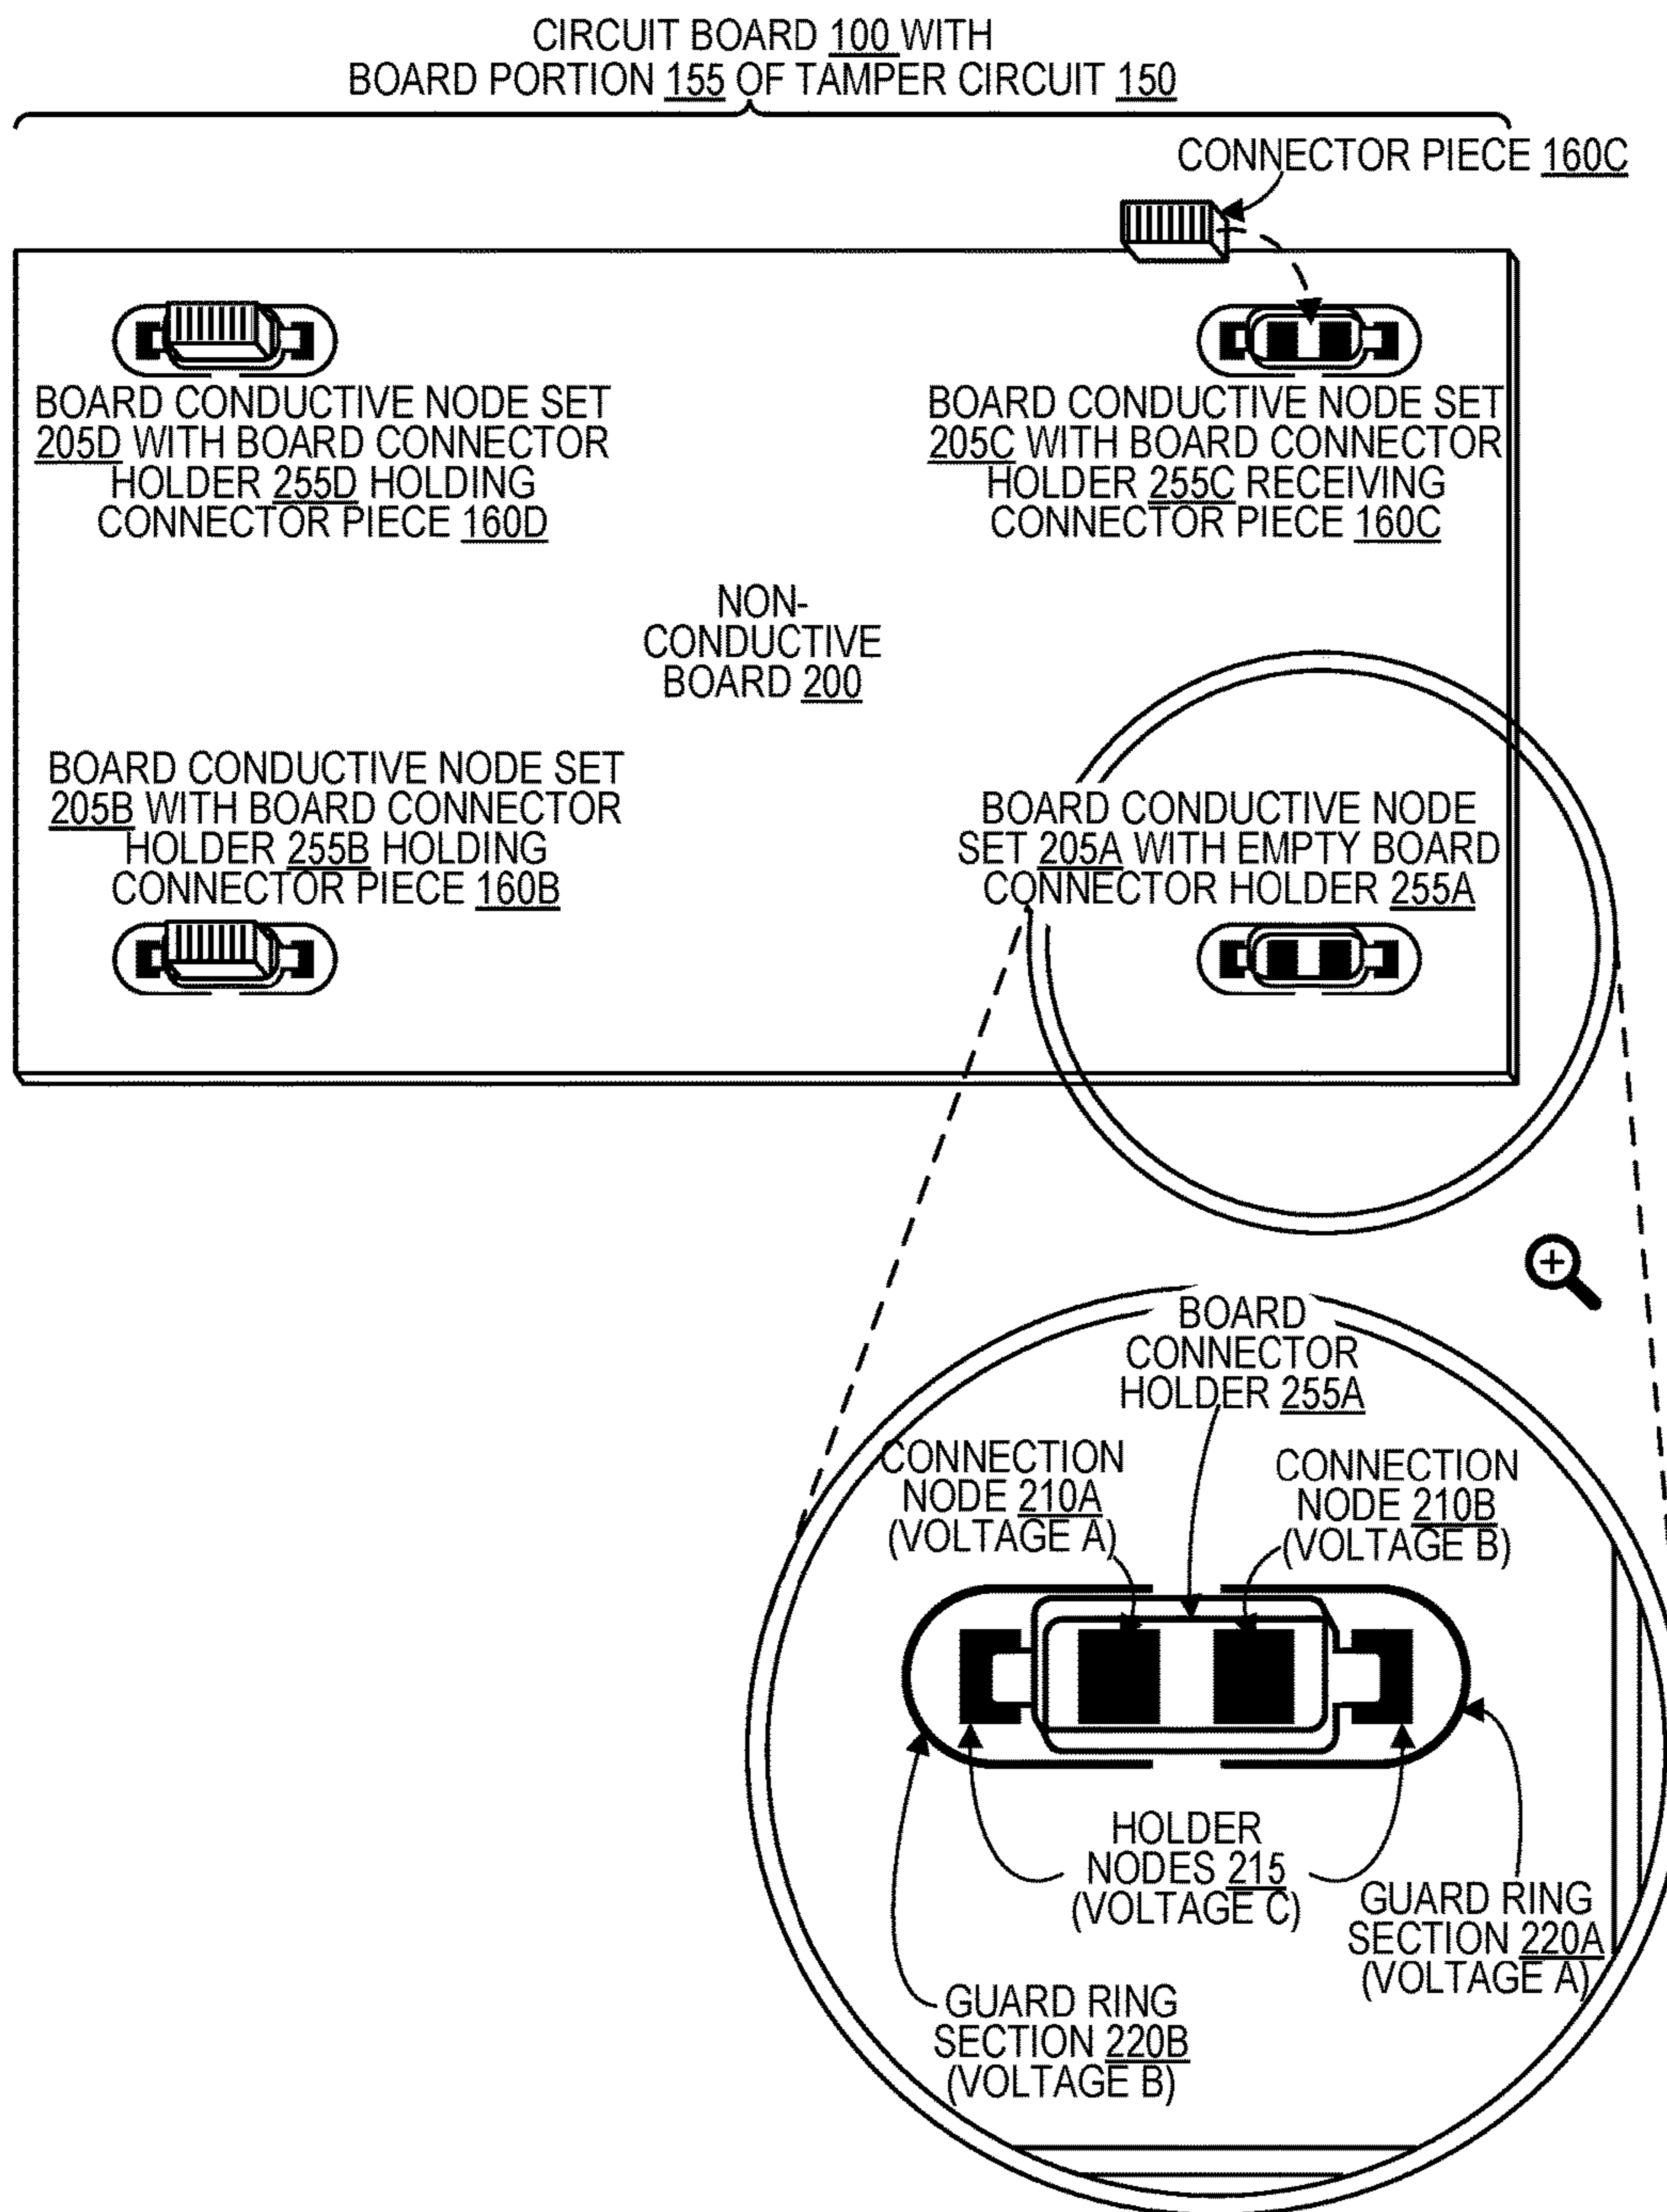 CIRCUIT BOARD 100 WITH
BOARD PORTION 155 OF TAMPER CIRCUIT 150
CONNECTOR PIECE 160C
BOARD CONDUCTIVE NODE SET
205D WITH BOARD CONNECTOR
HOLDER 255D HOLDING
CONNECTOR PIECE 160D
BOARD CONDUCTIVE NODE SET
205C WITH BOARD CONNECTOR
HOLDER 255C RECEIVING
CONNECTOR PIECE 160C
NON-
CONDUCTIVE
BOARD 200
BOARD CONDUCTIVE NODE SET
205B WITH BOARD CONNECTOR
HOLDER 255B HOLDING
CONNECTOR PIECE 160B
BOARD CONDUCTIVE NODE
SET 205A WITH EMPTY BOARD
CONNECTOR HOLDER 255A
BOARD
CONNECTOR
HOLDER 255A
CONNECTION
NODE 210A
(VOLTAGE A)
CONNECTION
NODE 210B
(VOLTAGE B)
HOLDER
NODES 215
(VOLTAGE C)
GUARD RING
SECTION 220A
(VOLTAGE A)
GUARD RING
SECTION 220B
(VOLTAGE B)